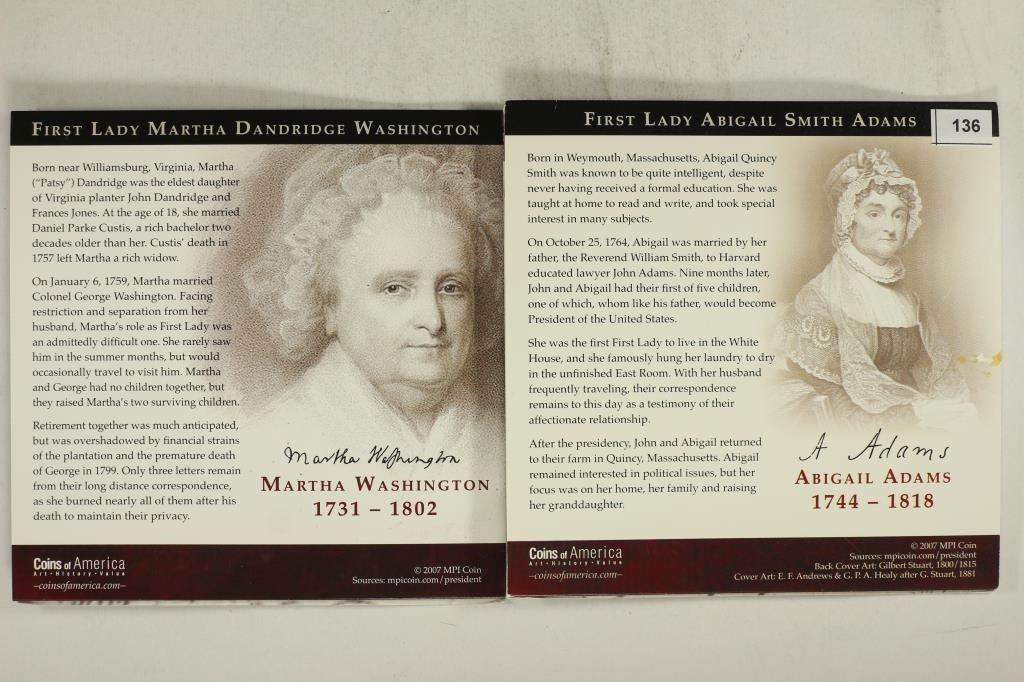 FIRST LADY MARTHA DANDRIDGE WASHINGTON
Born near Williamsburg, Virginia, Martha
("Patsy") Dandridge was the eldest daughter
of Virginia planter John Dandridge and
Frances Jones. At the age of 18, she married
Daniel Parke Custis, a rich bachelor two
decades older than her. Custis' death in
1757 left Martha a rich widow.
On January 6, 1759, Martha married
Colonel George Washington. Facing
restriction and separation from her
husband, Martha's role as First Lady was
an admittedly difficult one. She rarely saw
him in the summer months, but would
occasionally travel to visit him. Martha
and George had no children together, but
they raised Martha's two surviving children.
Retirement together was much anticipated,
but was overshadowed by financial strains
of the plantation and the premature death
of George in 1799. Only three letters remain
from their long distance correspondence,
as she burned nearly all of them after his
death to maintain their privacy.
Martha Washington
MARTHA WASHINGTON
1731 – 1802
Coins of America
Art • History • Value
–coinsofamerica.com–
© 2007 MPI Coin
Sources: mpicoin.com/president
FIRST LADY ABIGAIL SMITH ADAMS
136
Born in Weymouth, Massachusetts, Abigail Quincy
Smith was known to be quite intelligent, despite
never having received a formal education. She was
taught at home to read and write, and took special
interest in many subjects.
On October 25, 1764, Abigail was married by her
father, the Reverend William Smith, to Harvard
educated lawyer John Adams. Nine months later,
John and Abigail had their first of five children,
one of which, whom like his father, would become
President of the United States.
She was the first First Lady to live in the White
House, and she famously hung her laundry to dry
in the unfinished East Room. With her husband
frequently traveling, their correspondence
remains to this day as a testimony of their
affectionate relationship.
After the presidency, John and Abigail returned
to their farm in Quincy, Massachusetts. Abigail
remained interested in political issues, but her
focus was on her home, her family and raising
her granddaughter.
A Adams
ABIGAIL ADAMS
1744 – 1818
Coins of America
Art • History • Value
–coinsofamerica.com–
© 2007 MPI Coin
Sources: mpicoin.com/president
Back Cover Art: Gilbert Stuart, 1800/1815
Cover Art: E. F. Andrews & G. P. A. Healy after G. Stuart, 1881